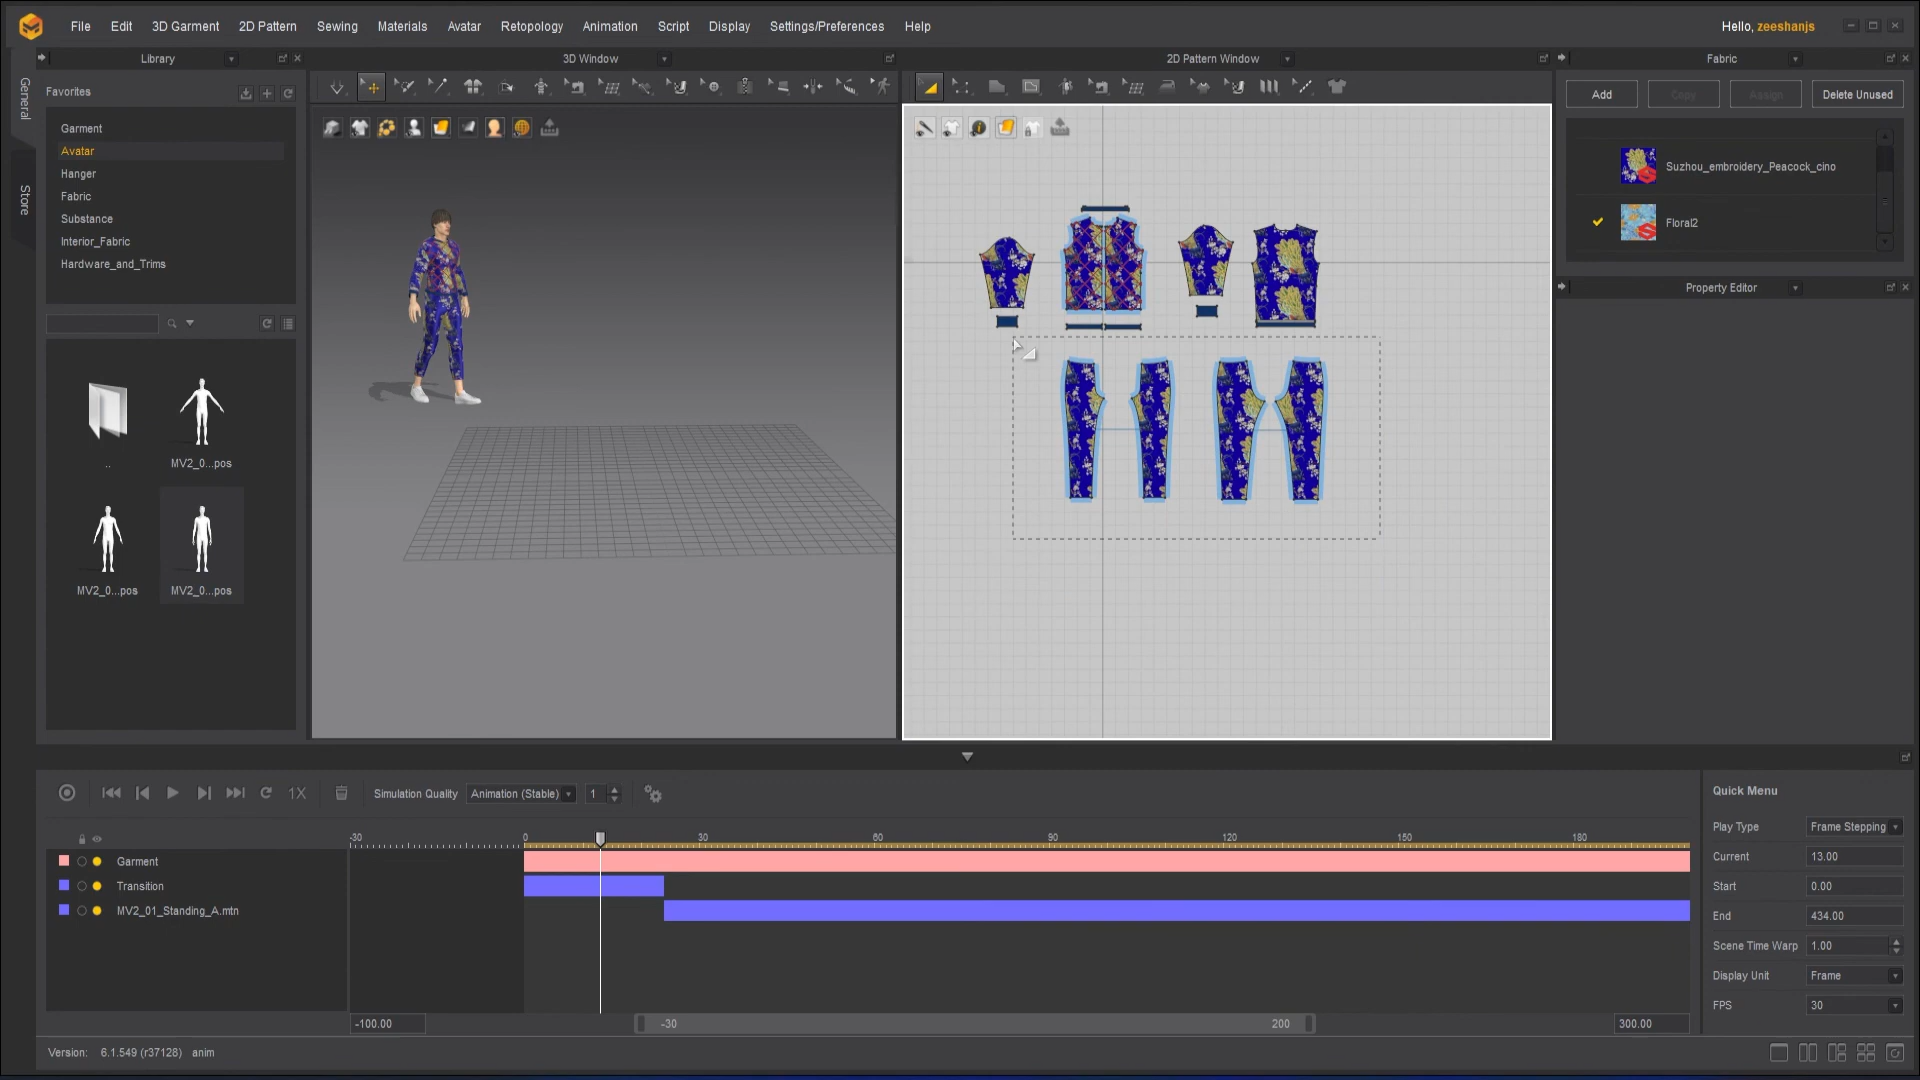 File Edit 3D Garment 2D Pattern Sewing Materials Avatar Retopology Animation Script Display Settings/Preferences Help
Hello, zeeshanjs
Library
3D Window
2D Pattern Window
Fabric
General
Store
Favorites
Garment
Avatar
Hanger
Fabric
Substance
Interior_Fabric
Hardware_and_Trims
..
MV2_0...pos
MV2_0...pos
MV2_0...pos
Add Copy Assign Delete Unused
Suzhou_embroidery_Peacock_cino
Floral2
Property Editor
1X Simulation Quality Animation (Stable) 1
-30 0 30 60 90 120 150 180
Garment
Transition
MV2_01_Standing_A.mtn
-100.00 -30 200 300.00
Quick Menu
Play Type Frame Stepping
Current 13.00
Start 0.00
End 434.00
Scene Time Warp 1.00
Display Unit Frame
FPS 30
Version: 6.1.549 (r37128) anim